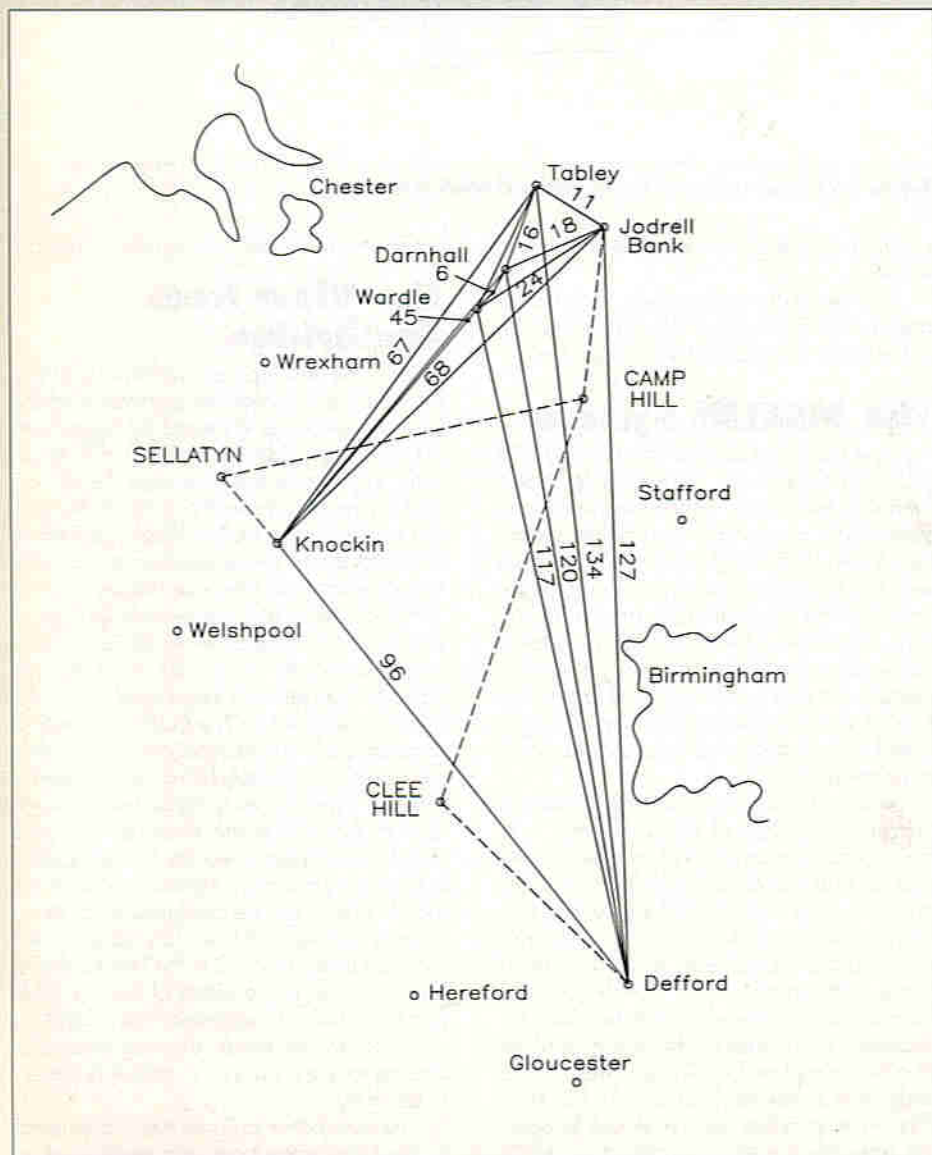 Tabley
11
Chester
Jodrell
Bank
18
16
Darnhall
6
24
Wardle
45
67
68
Wrexham
CAMP
HILL
SELLATYN
Stafford
Knockin
117
120
134
127
Welshpool
96
Birmingham
CLEE
HILL
Defford
Hereford
Gloucester